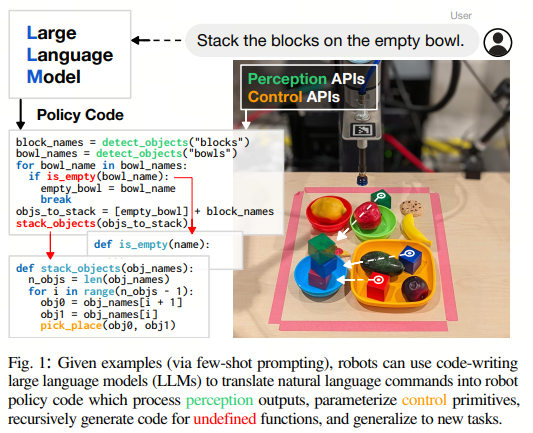 User
Large
Language
Model
Stack the blocks on the empty bowl.
Perception APIs
Control APIs
Policy Code
block_names = detect_objects("blocks")
bowl_names = detect_objects("bowls")
for bowl_name in bowl_names:
  if is_empty(bowl_name):
    empty_bowl = bowl_name
    break
objs_to_stack = [empty_bowl] + block_names
stack_objects(objs_to_stack)
def is_empty(name):
def stack_objects(obj_names):
  n_objs = len(obj_names)
  for i in range(n_objs - 1):
    obj0 = obj_names[i + 1]
    obj1 = obj_names[i]
    pick_place(obj0, obj1)
Fig. 1: Given examples (via few-shot prompting), robots can use code-writing
large language models (LLMs) to translate natural language commands into robot
policy code which process perception outputs, parameterize control primitives,
recursively generate code for undefined functions, and generalize to new tasks.